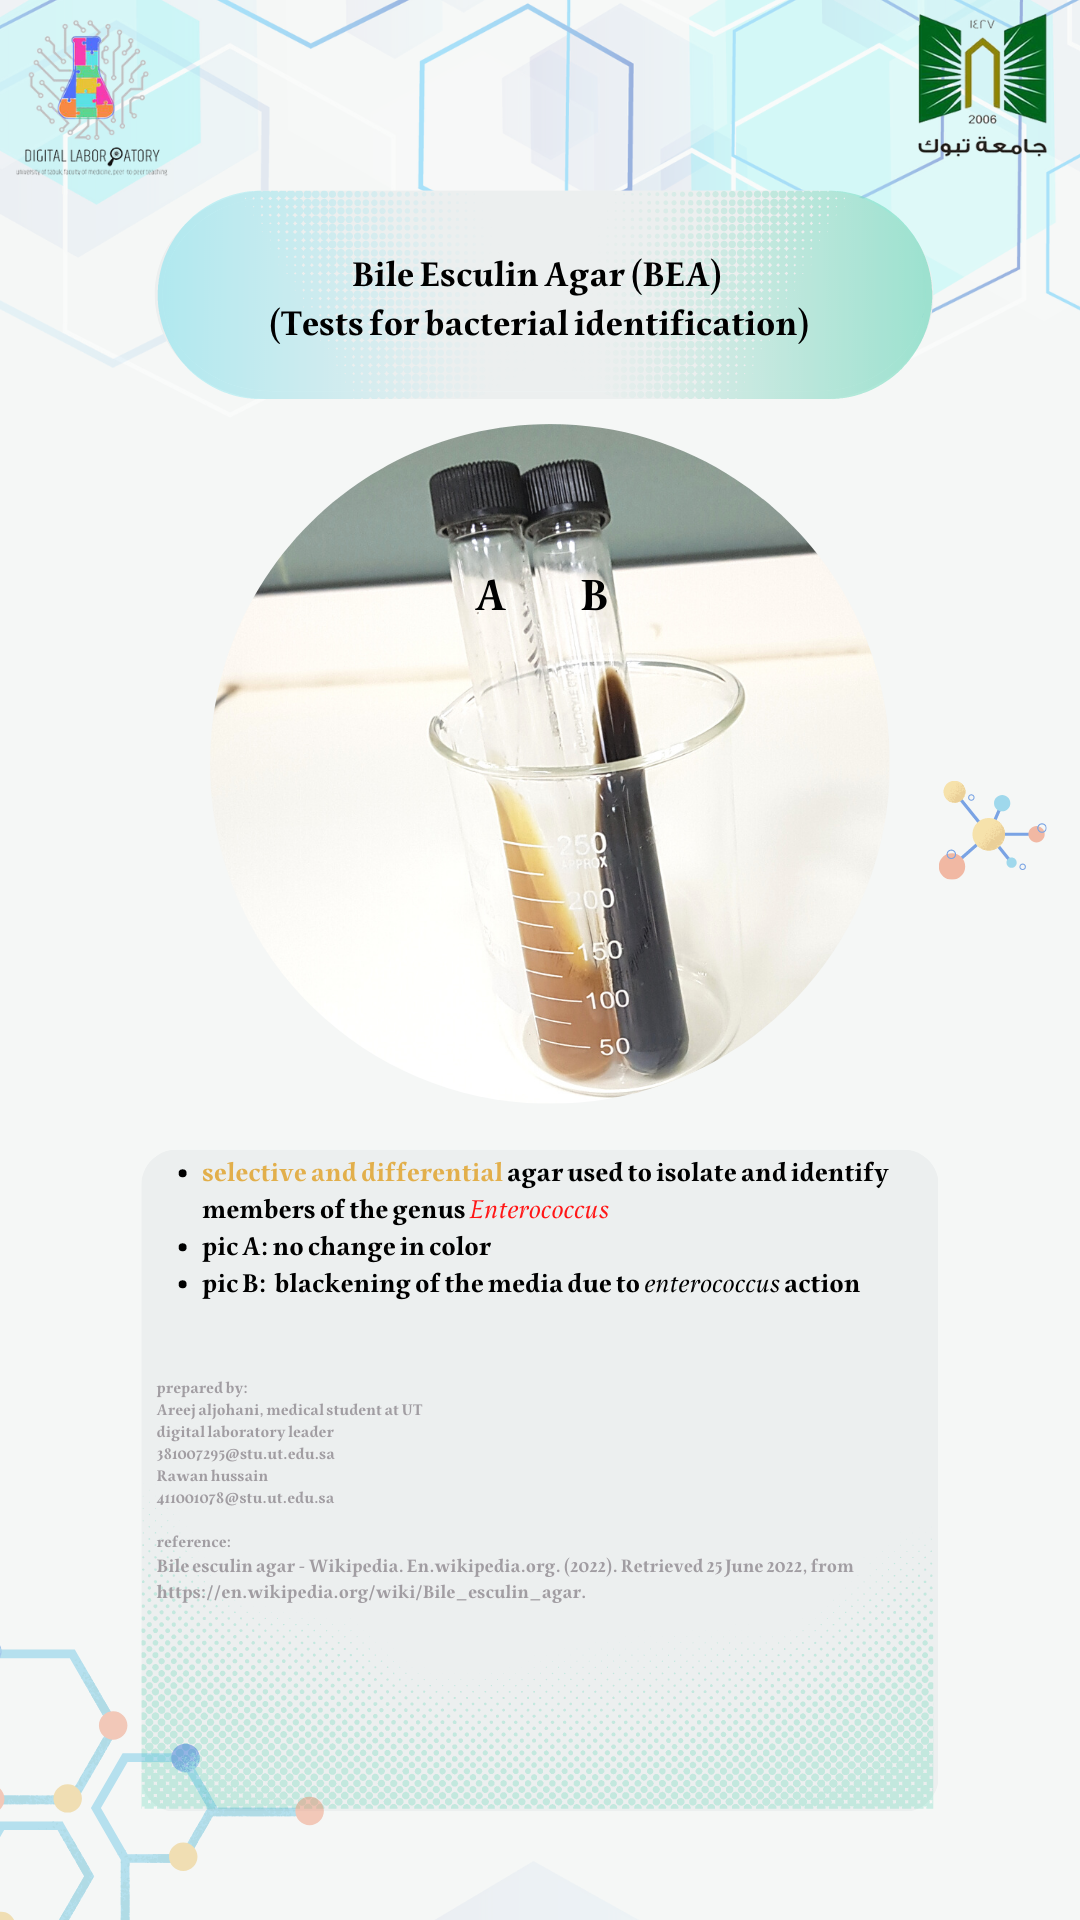 DIGITAL LABORATORY
university of tabuk, faculty of medicine, peer-to-peer teaching
١٤٢٧
2006
جامعة تبوك
Bile Esculin Agar (BEA)
(Tests for bacterial identification)
A B
250
APPROX
200
150
100
50
• selective and differential agar used to isolate and identify
members of the genus Enterococcus
• pic A: no change in color
• pic B: blackening of the media due to enterococcus action
prepared by:
Areej aljohani, medical student at UT
digital laboratory leader
381007295@stu.ut.edu.sa
Rawan hussain
411001078@stu.ut.edu.sa
reference:
Bile esculin agar - Wikipedia. En.wikipedia.org. (2022). Retrieved 25 June 2022, from
https://en.wikipedia.org/wiki/Bile_esculin_agar.